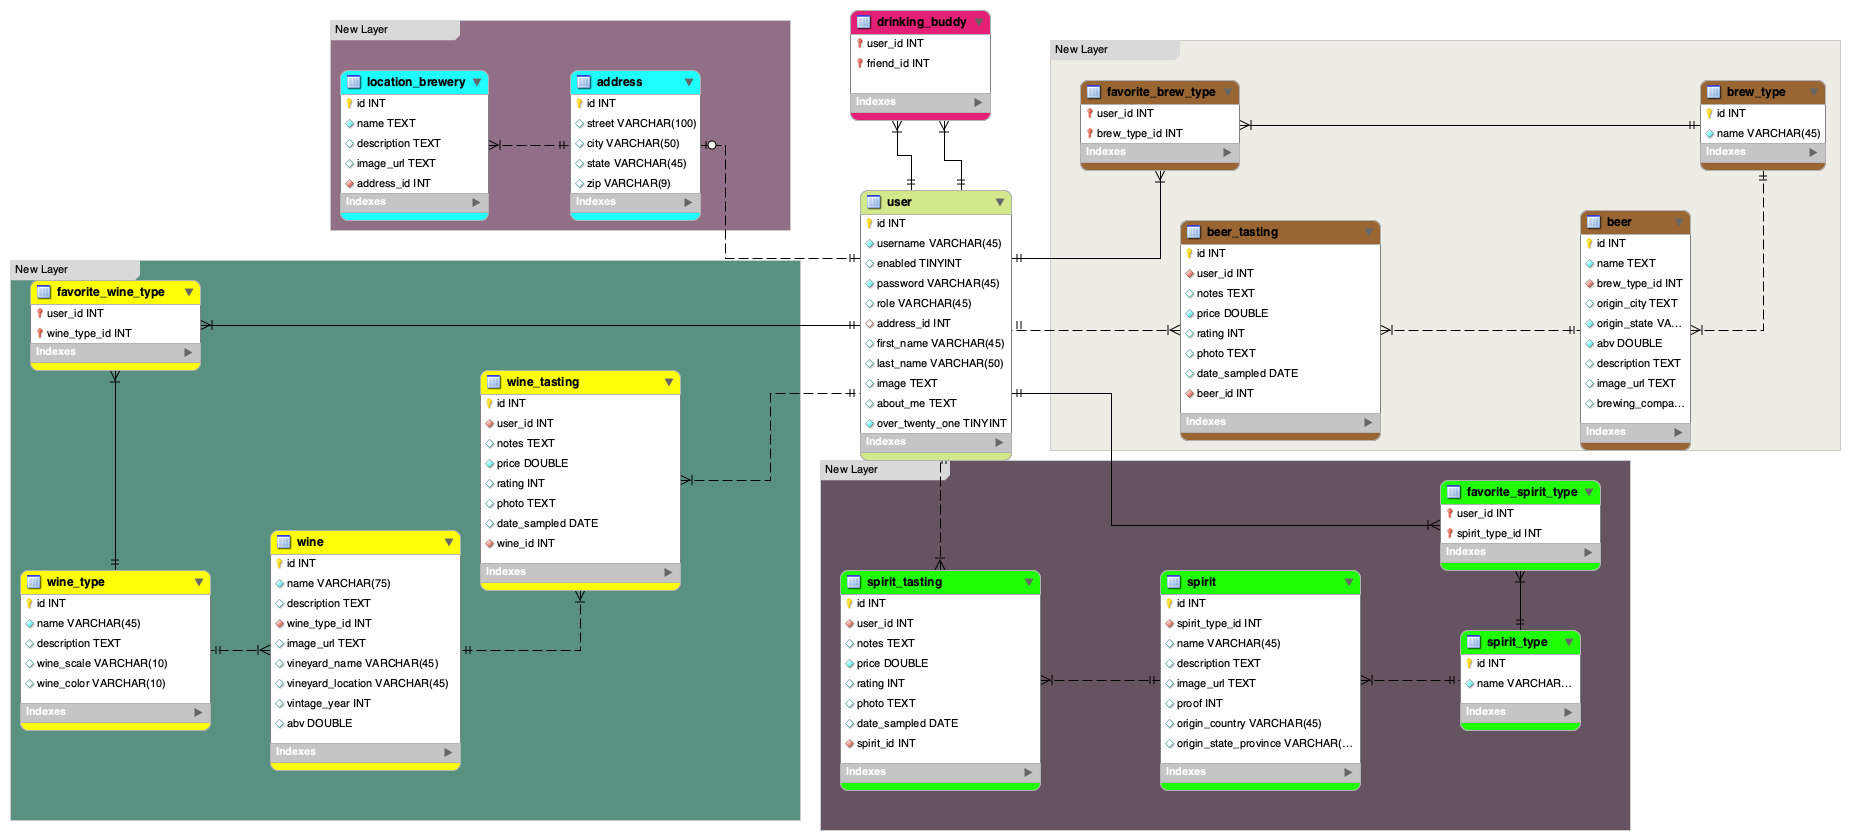 New Layer
location_brewery
id INT
name TEXT
description TEXT
image_url TEXT
address_id INT
Indexes
address
id INT
street VARCHAR(100)
city VARCHAR(50)
state VARCHAR(45)
zip VARCHAR(9)
Indexes
drinking_buddy
user_id INT
friend_id INT
Indexes
user
id INT
username VARCHAR(45)
enabled TINYINT
password VARCHAR(45)
role VARCHAR(45)
address_id INT
first_name VARCHAR(45)
last_name VARCHAR(50)
image TEXT
about_me TEXT
over_twenty_one TINYINT
Indexes
New Layer
favorite_brew_type
user_id INT
brew_type_id INT
Indexes
brew_type
id INT
name VARCHAR(45)
Indexes
beer_tasting
id INT
user_id INT
notes TEXT
price DOUBLE
rating INT
photo TEXT
date_sampled DATE
beer_id INT
Indexes
beer
id INT
name TEXT
brew_type_id INT
origin_city TEXT
origin_state VA...
abv DOUBLE
description TEXT
image_url TEXT
brewing_compa...
Indexes
New Layer
favorite_wine_type
user_id INT
wine_type_id INT
Indexes
wine_tasting
id INT
user_id INT
notes TEXT
price DOUBLE
rating INT
photo TEXT
date_sampled DATE
wine_id INT
Indexes
wine
id INT
name VARCHAR(75)
description TEXT
wine_type_id INT
image_url TEXT
vineyard_name VARCHAR(45)
vineyard_location VARCHAR(45)
vintage_year INT
abv DOUBLE
Indexes
wine_type
id INT
name VARCHAR(45)
description TEXT
wine_scale VARCHAR(10)
wine_color VARCHAR(10)
Indexes
New Layer
favorite_spirit_type
user_id INT
spirit_type_id INT
Indexes
spirit_tasting
id INT
user_id INT
notes TEXT
price DOUBLE
rating INT
photo TEXT
date_sampled DATE
spirit_id INT
Indexes
spirit
id INT
spirit_type_id INT
name VARCHAR(45)
description TEXT
image_url TEXT
proof INT
origin_country VARCHAR(45)
origin_state_province VARCHAR(...
Indexes
spirit_type
id INT
name VARCHAR...
Indexes